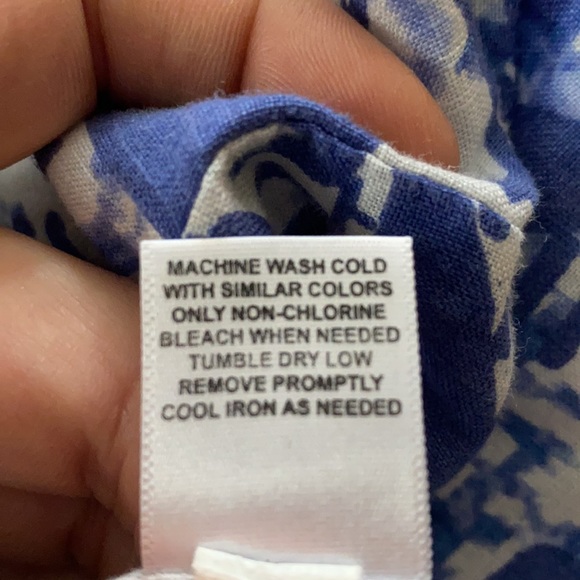 MACHINE WASH COLD
WITH SIMILAR COLORS
ONLY NON-CHLORINE
BLEACH WHEN NEEDED
TUMBLE DRY LOW
REMOVE PROMPTLY
COOL IRON AS NEEDED